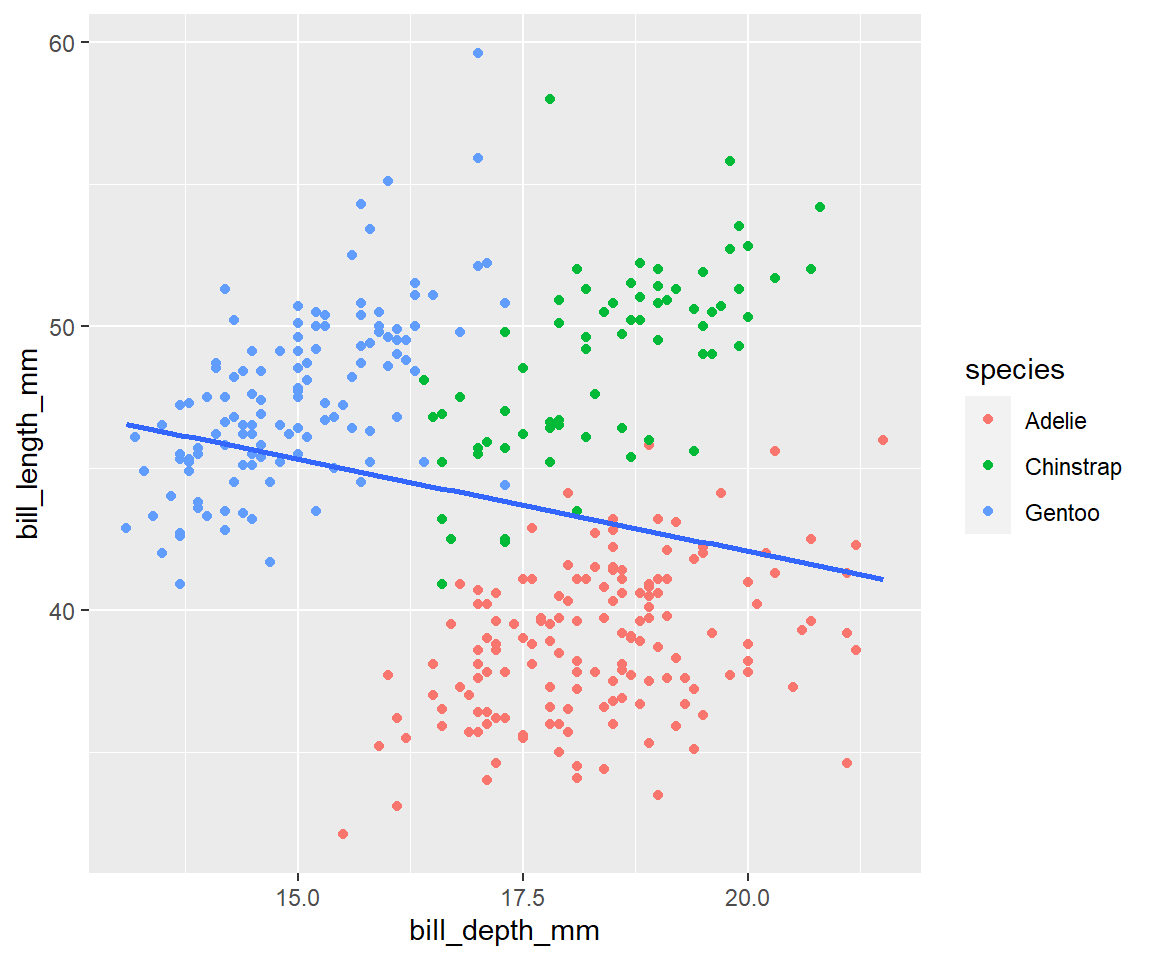 60
50
40
bill_length_mm
15.0 17.5 20.0
bill_depth_mm
species
Adelie
Chinstrap
Gentoo